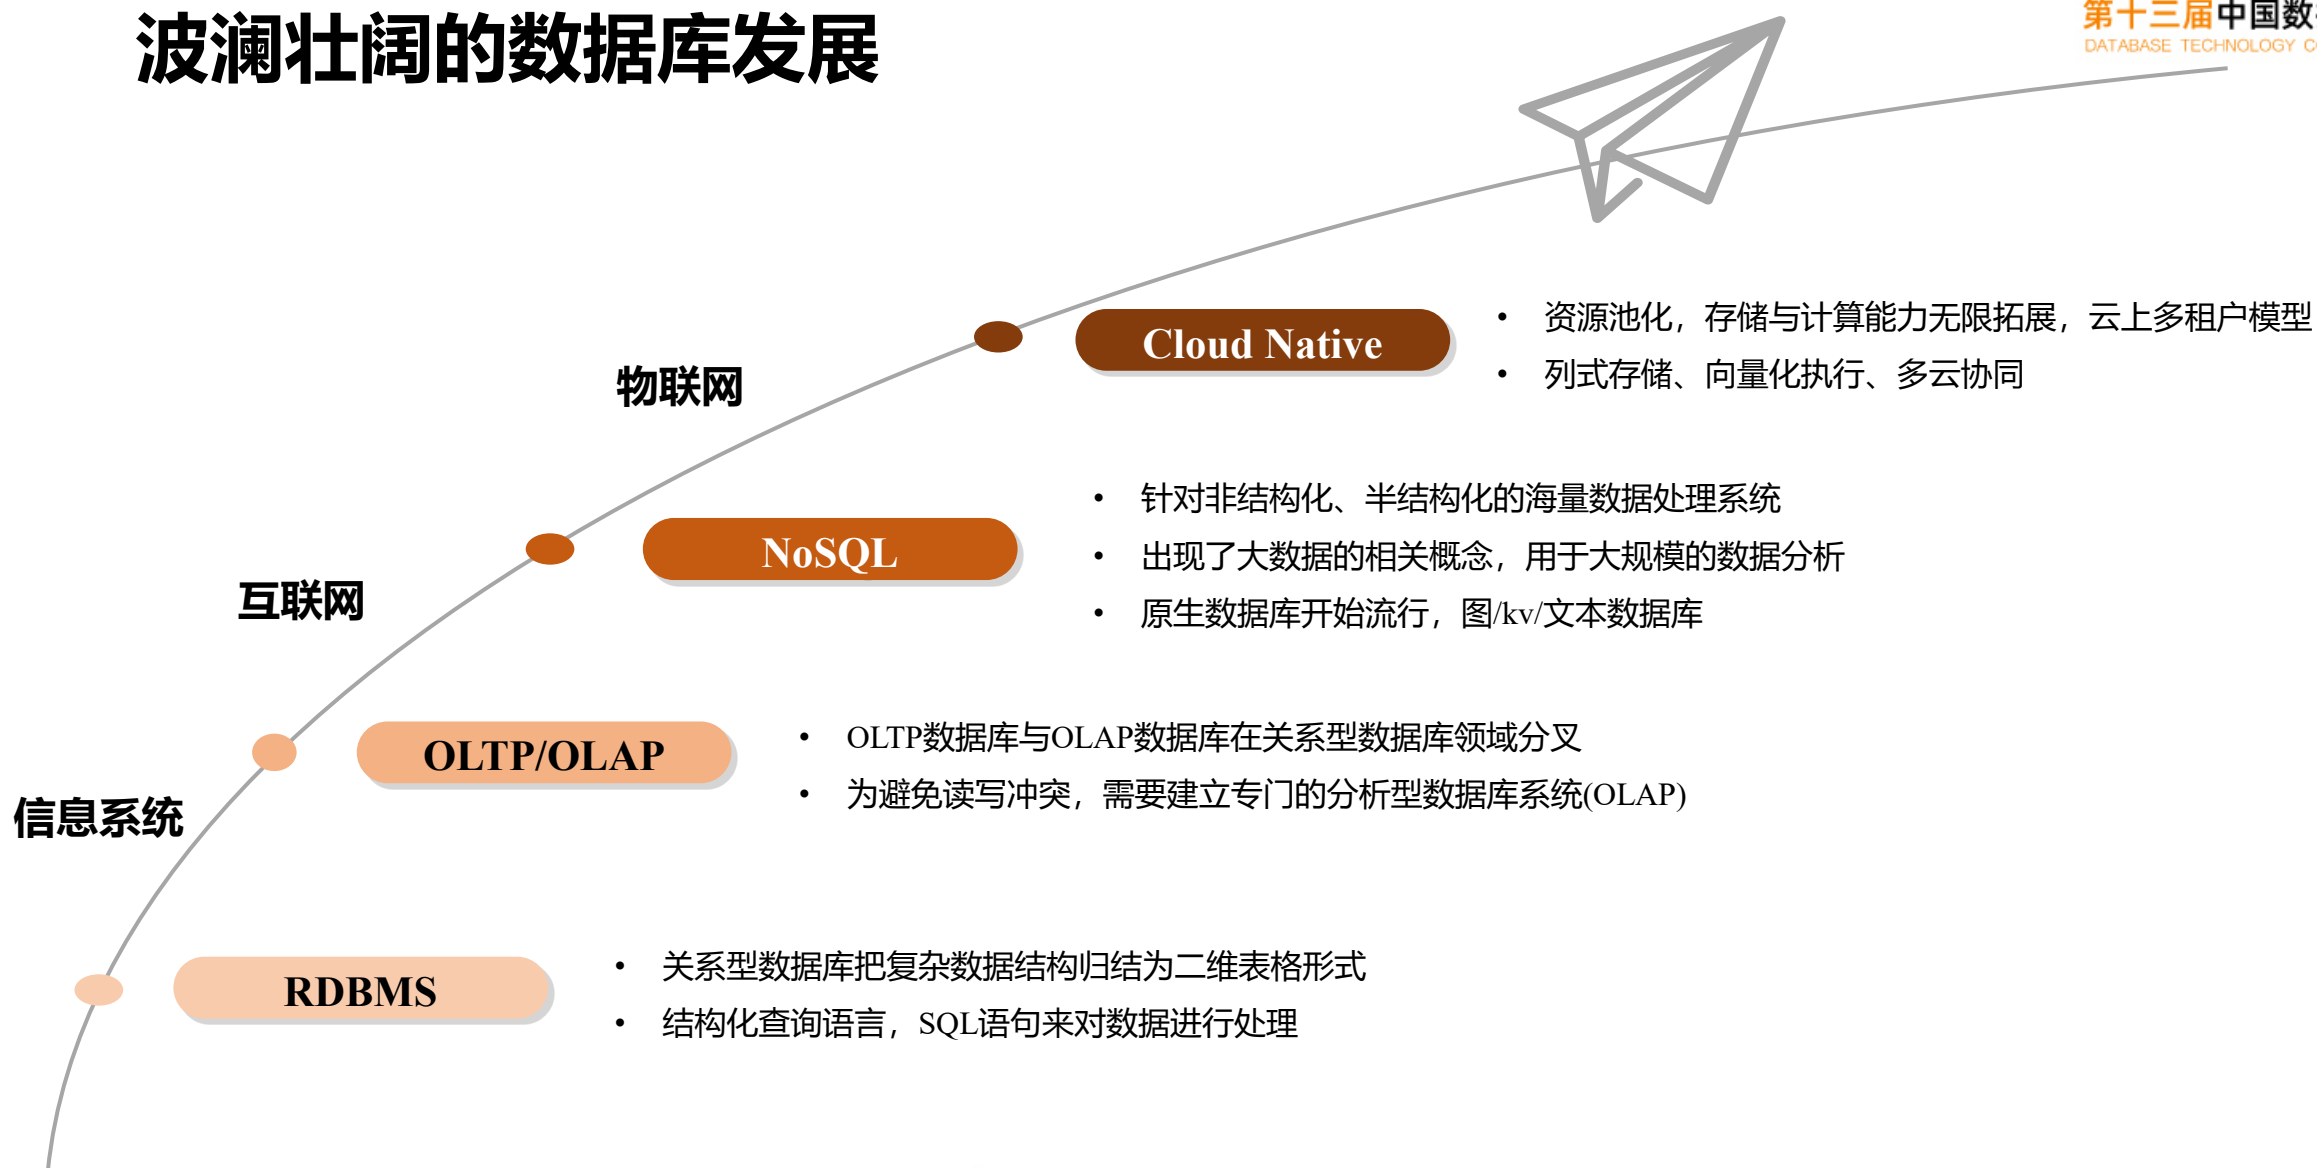 波澜壮阔的数据库发展
第十三届中国数
DATABASE TECHNOLOGY
Cloud Native
• 资源池化，存储与计算能力无限拓展，云上多租户模型
• 列式存储、向量化执行、多云协同
物联网
NoSQL
• 针对非结构化、半结构化的海量数据处理系统
• 出现了大数据的相关概念，用于大规模的数据分析
• 原生数据库开始流行，图/kv/文本数据库
互联网
OLTP/OLAP
• OLTP数据库与OLAP数据库在关系型数据库领域分叉
• 为避免读写冲突，需要建立专门的分析型数据库系统(OLAP)
信息系统
RDBMS
• 关系型数据库把复杂数据结构归结为二维表格形式
• 结构化查询语言，SQL语句来对数据进行处理